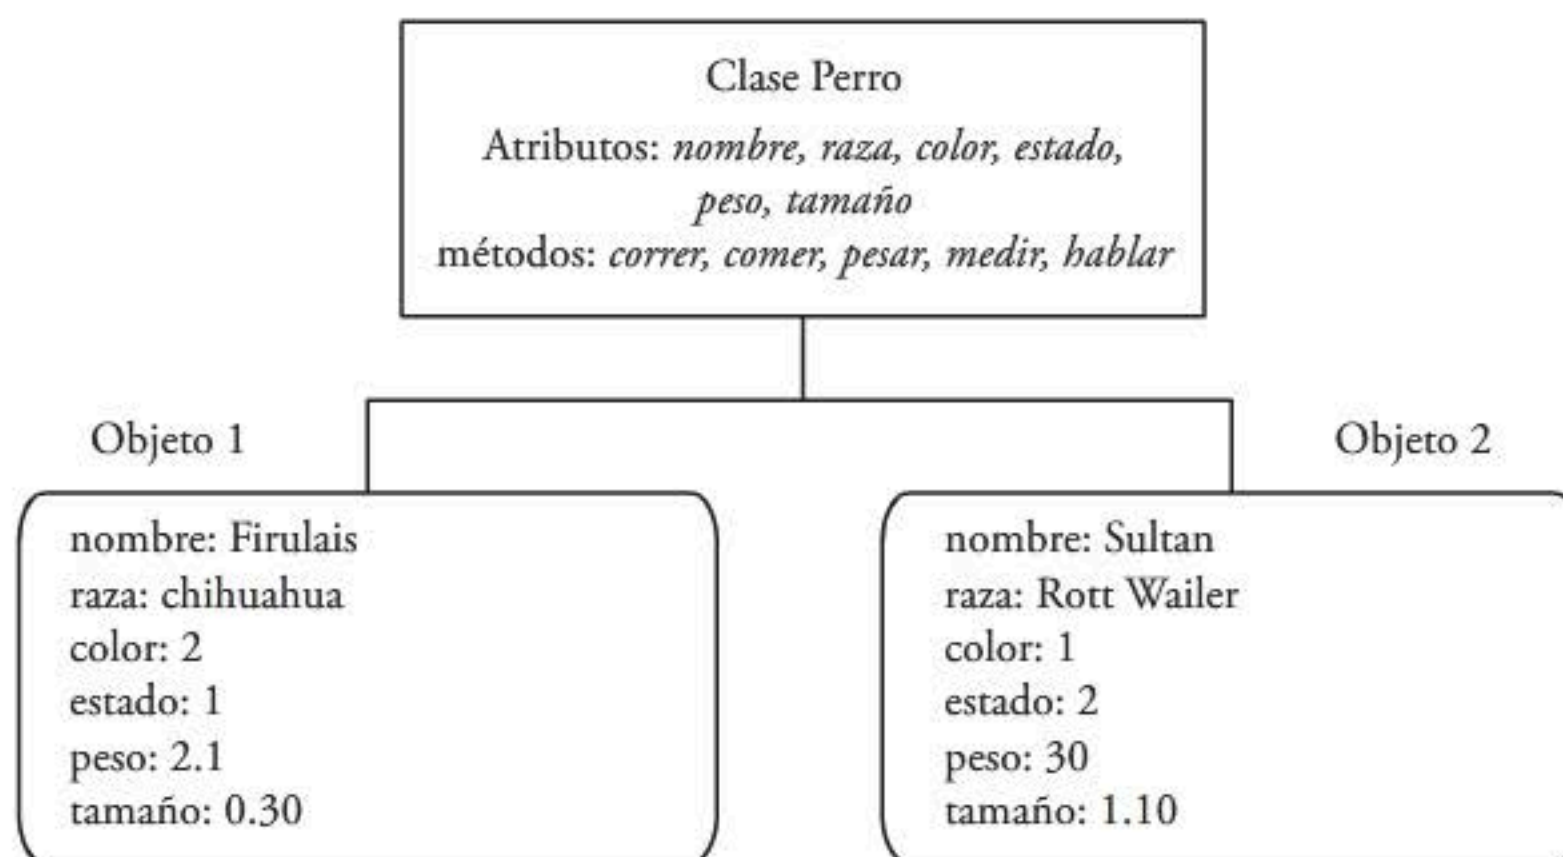 Clase Perro
Atributos: nombre, raza, color, estado,
peso, tamaño
métodos: correr, comer, pesar, medir, hablar
Objeto 1
Objeto 2
nombre: Firulais
raza: chihuahua
color: 2
estado: 1
peso: 2.1
tamaño: 0.30
nombre: Sultan
raza: Rott Wailer
color: 1
estado: 2
peso: 30
tamaño: 1.10